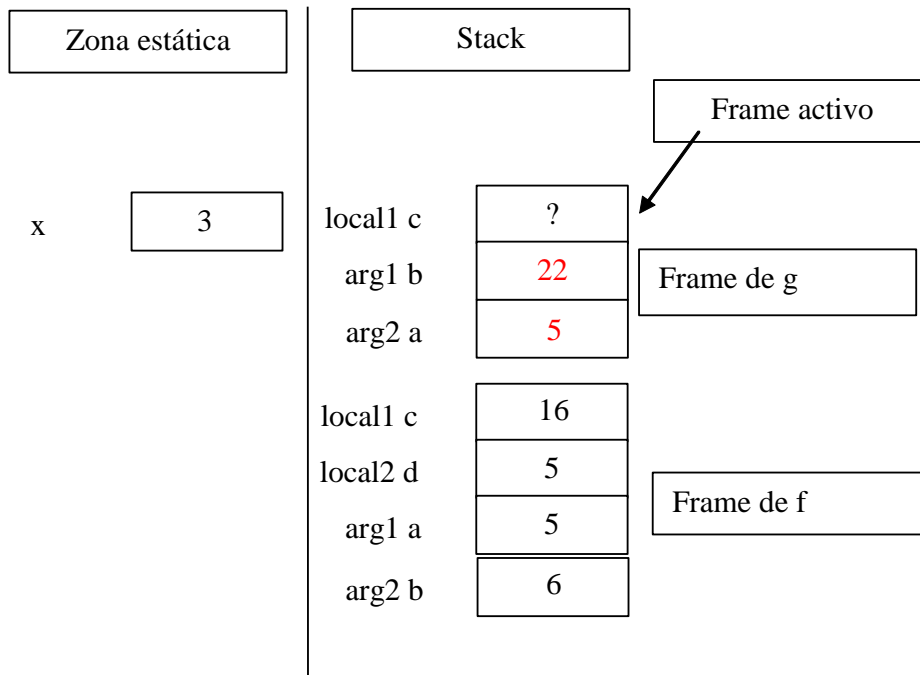 Zona estática
Stack
Frame activo
x
3
local1 c
?
arg1 b
22
Frame de g
arg2 a
5
local1 c
16
local2 d
5
Frame de f
arg1 a
5
arg2 b
6